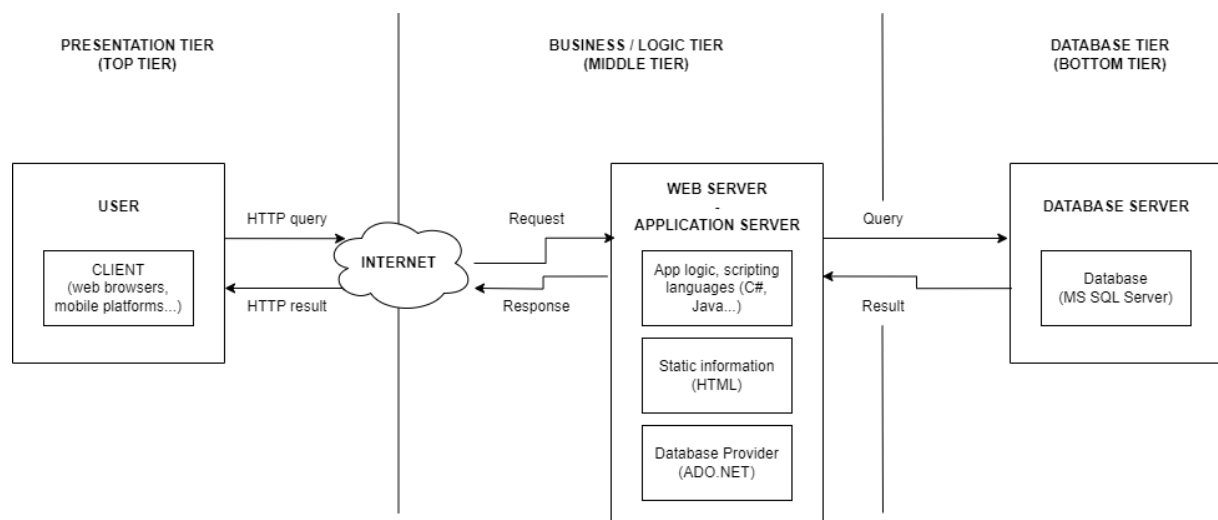 PRESENTATION TIER
(TOP TIER)
BUSINESS / LOGIC TIER
(MIDDLE TIER)
DATABASE TIER
(BOTTOM TIER)
USER
CLIENT
(web browsers,
mobile platforms...)
HTTP query
HTTP result
INTERNET
Request
Response
WEB SERVER
-
APPLICATION SERVER
App logic, scripting
languages (C#,
Java...)
Static information
(HTML)
Database Provider
(ADO.NET)
Query
Result
DATABASE SERVER
Database
(MS SQL Server)